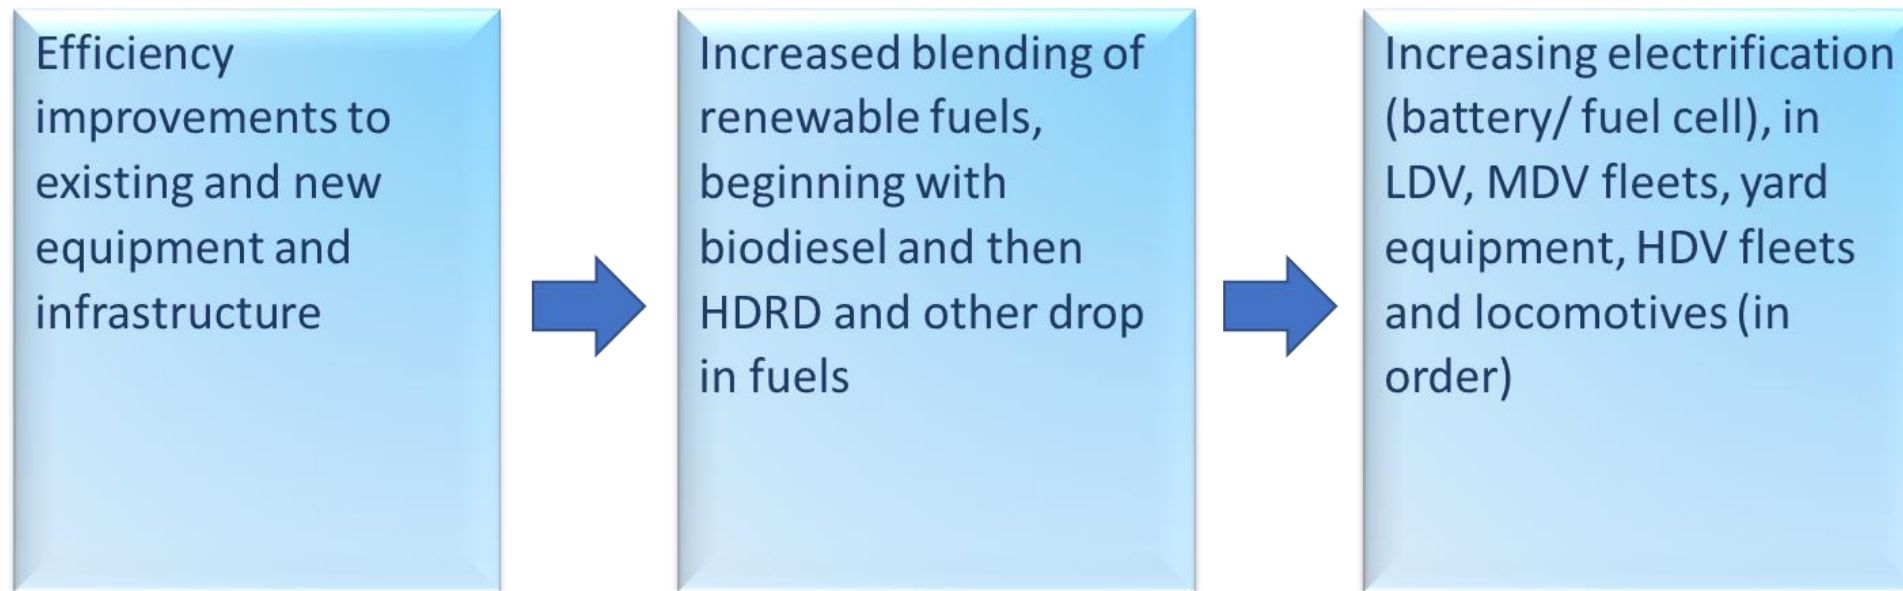 Efficiency
improvements to
existing and new
equipment and
infrastructure
Increased blending of
renewable fuels,
beginning with
biodiesel and then
HDRD and other drop
in fuels
Increasing electrification
(battery/ fuel cell), in
LDV, MDV fleets, yard
equipment, HDV fleets
and locomotives (in
order)